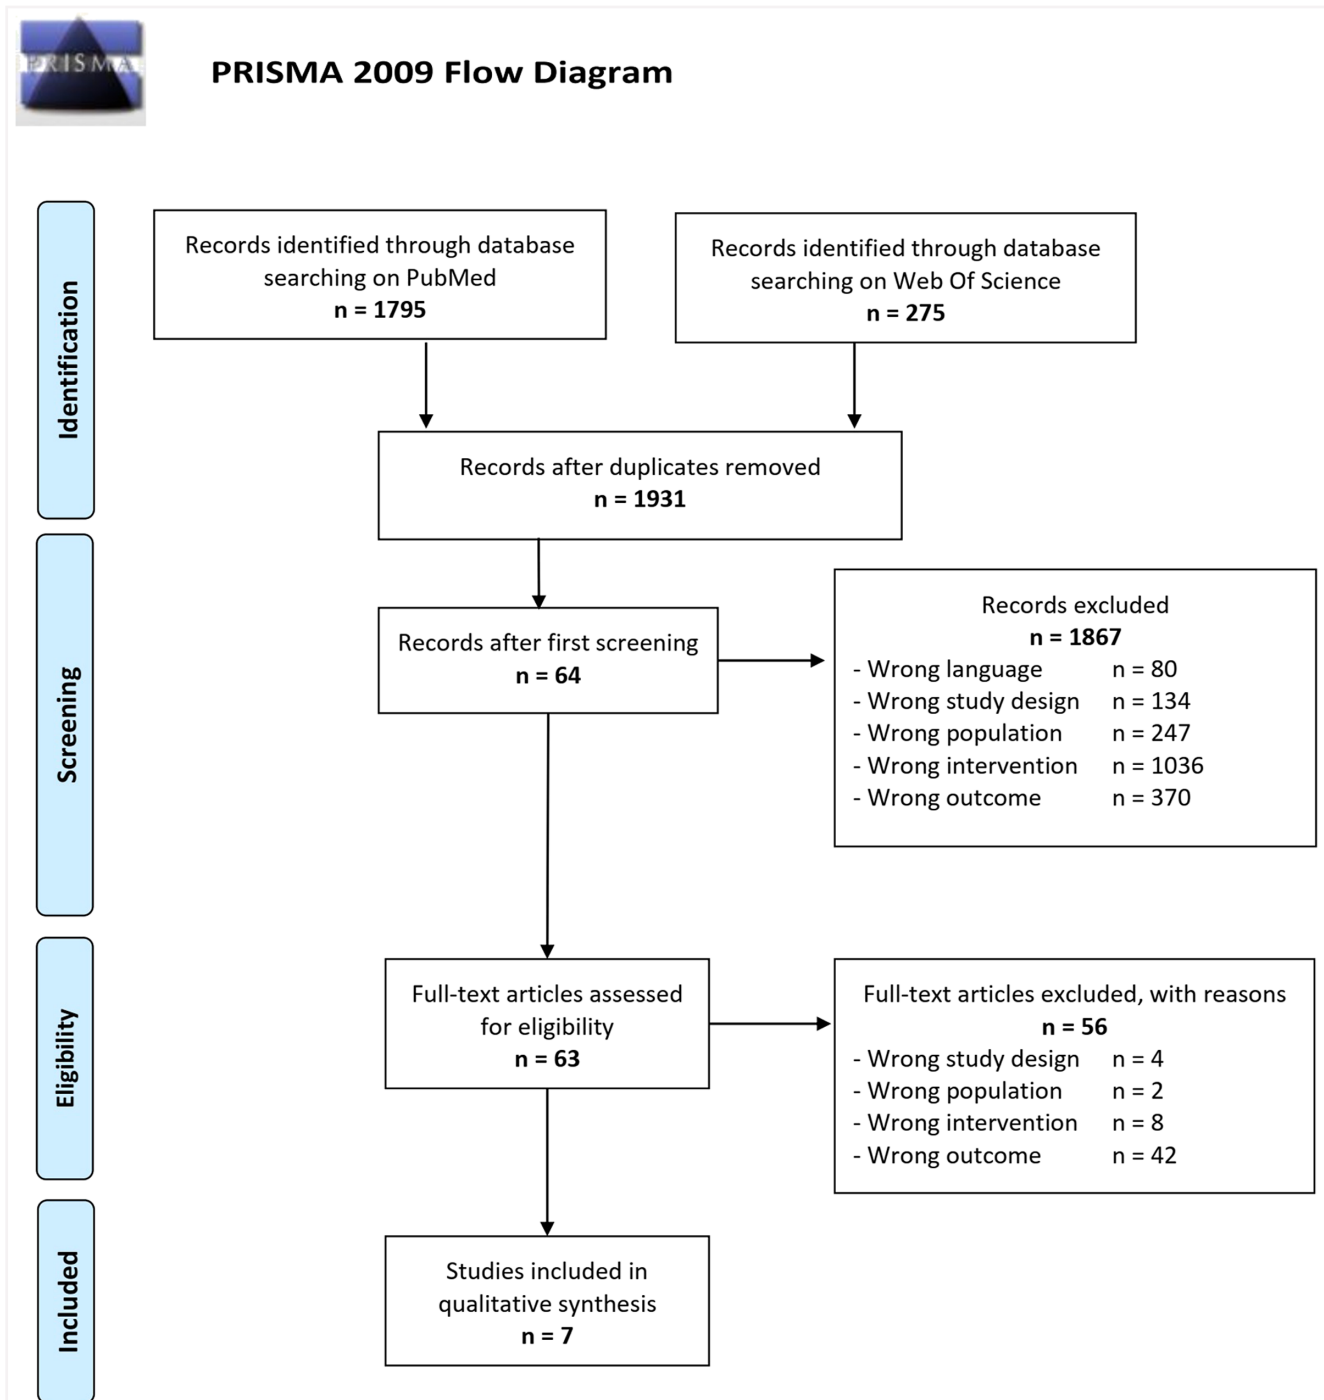 PRISMA
PRISMA 2009 Flow Diagram
Identification
Records identified through database
searching on PubMed
n = 1795
Records identified through database
searching on Web Of Science
n = 275
Records after duplicates removed
n = 1931
Screening
Records after first screening
n = 64
Records excluded
n = 1867
- Wrong language n = 80
- Wrong study design n = 134
- Wrong population n = 247
- Wrong intervention n = 1036
- Wrong outcome n = 370
Eligibility
Full-text articles assessed
for eligibility
n = 63
Full-text articles excluded, with reasons
n = 56
- Wrong study design n = 4
- Wrong population n = 2
- Wrong intervention n = 8
- Wrong outcome n = 42
Included
Studies included in
qualitative synthesis
n = 7